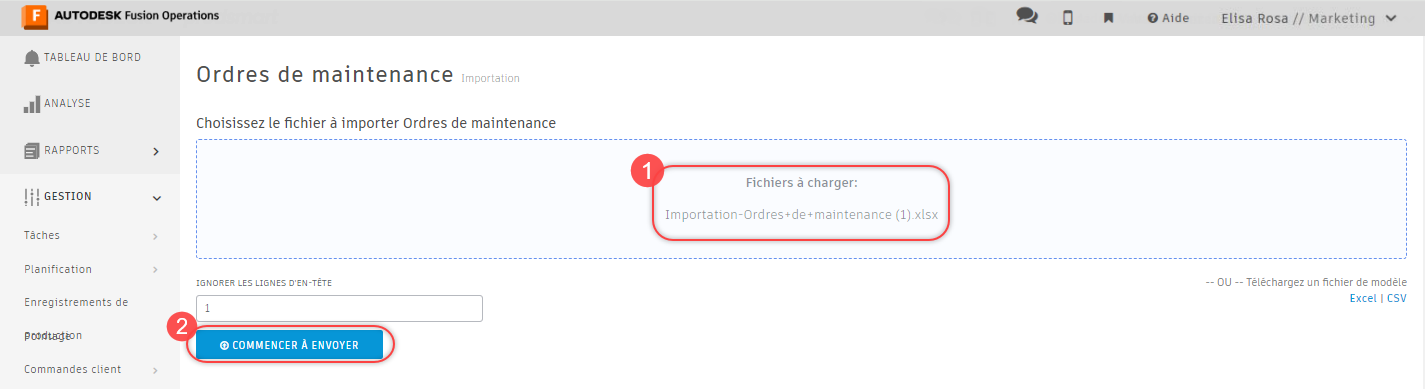 F AUTODESK Fusion Operations
Aide
Elisa Rosa // Marketing
TABLEAU DE BORD
ANALYSE
RAPPORTS
GESTION
Tâches
Planification
Enregistrements de
production
Pointage
Commandes client
Ordres de maintenance Importation
Choisissez le fichier à importer Ordres de maintenance
1
Fichiers à charger:
Importation-Ordres+de+maintenance (1).xlsx
IGNORER LES LIGNES D'EN-TÊTE
1
-- OU -- Téléchargez un fichier de modèle
Excel | CSV
2
COMMENCER À ENVOYER